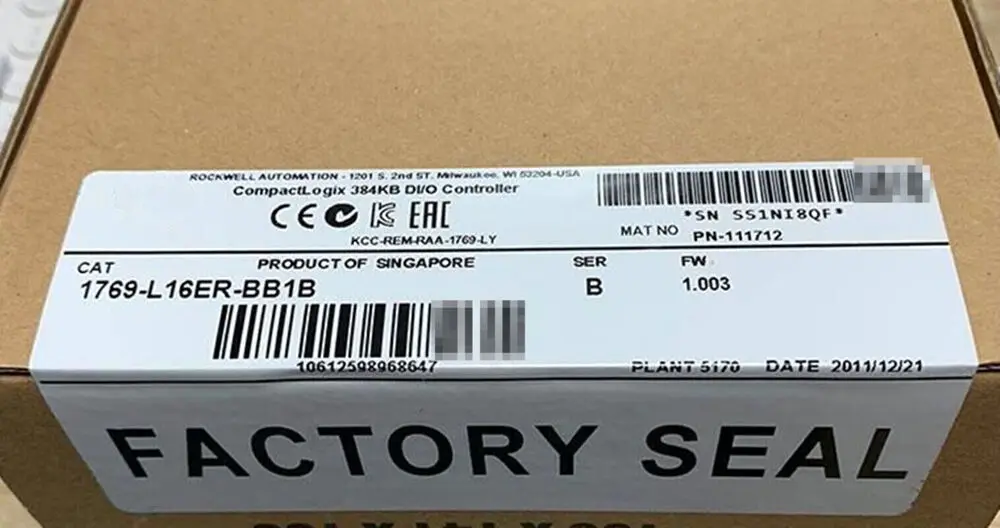 ROCKWELL AUTOMATION - 1201 S. 2nd ST. Milwaukee, WI 53204-USA
CompactLogix 384KB DI/O Controller
CE EAC
KCC-REM-RAA-1769-LY
*SN SS1NI8QF*
MAT NO PN-111712
CAT PRODUCT OF SINGAPORE SER FW
1769-L16ER-BB1B B 1.003
10612598968647
PLANT 5170 DATE 2011/12/21
FACTORY SEAL